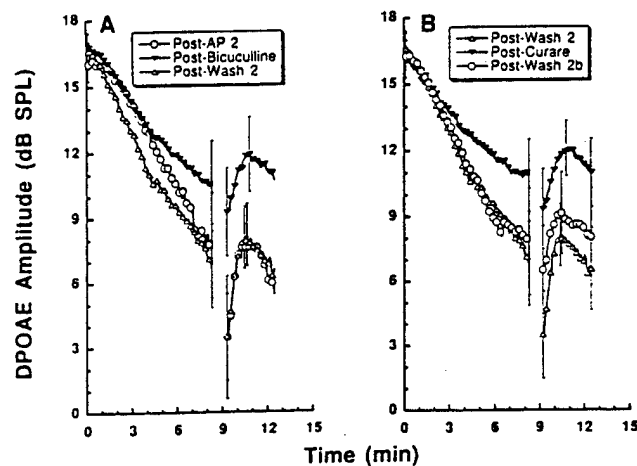 A
Post-AP 2
Post-Bicuculline
Post-Wash 2
B
Post-Wash 2
Post-Curare
Post-Wash 2b
DPOAE Amplitude (dB SPL)
18
15
12
9
6
3
0
0 3 6 9 12 15
18
15
12
9
6
3
0
0 3 6 9 12 15
Time (min)